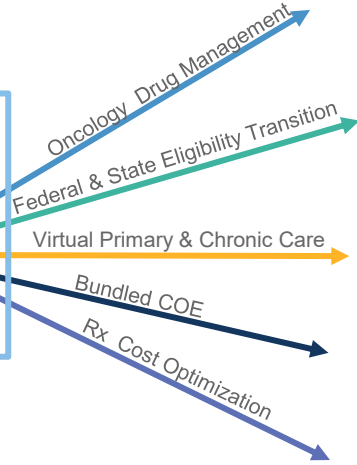 Oncology Drug Management
Federal & State Eligibility Transition
Virtual Primary & Chronic Care
Bundled COE
Rx Cost Optimization